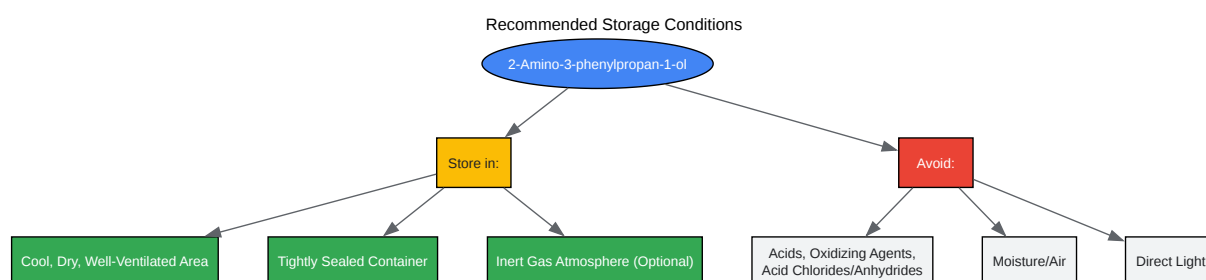 Recommended Storage Conditions
2-Amino-3-phenylpropan-1-ol
Store in:
Avoid:
Cool, Dry, Well-Ventilated Area
Tightly Sealed Container
Inert Gas Atmosphere (Optional)
Acids, Oxidizing Agents,
Acid Chlorides/Anhydrides
Moisture/Air
Direct Light